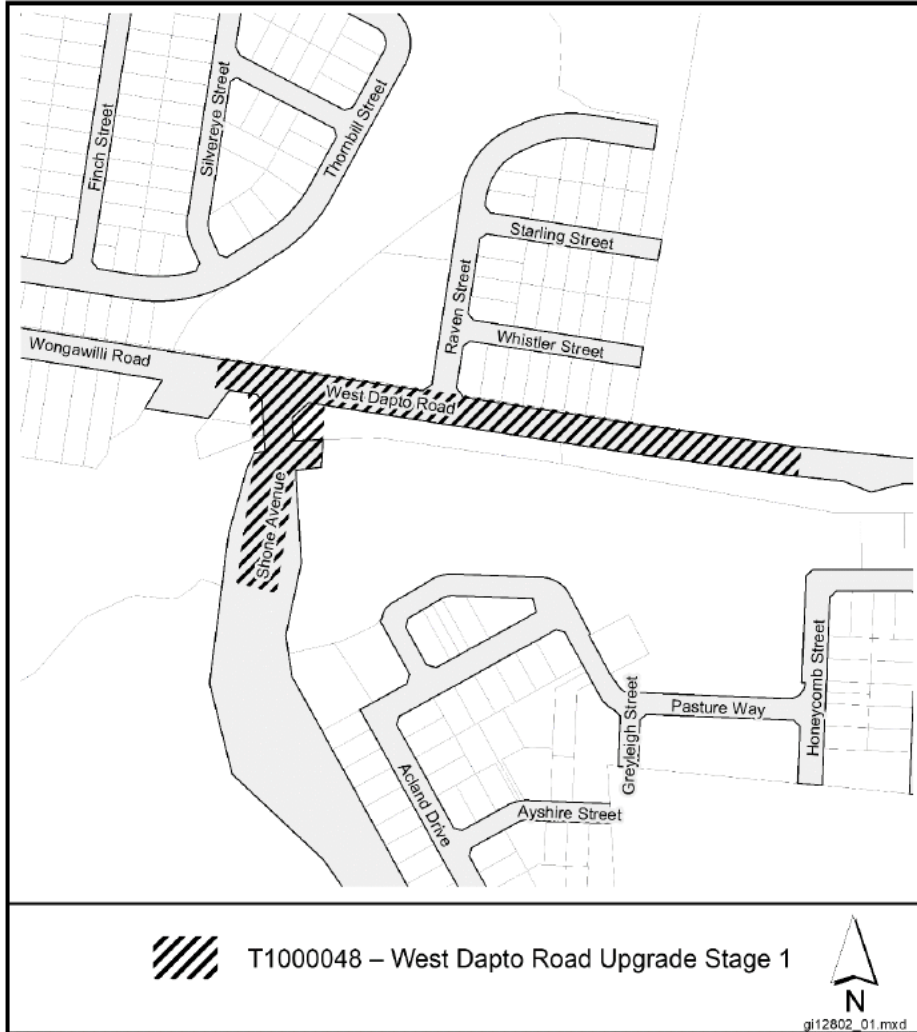 Finch Street
Silvereye Street
Thornbill Street
Starling Street
Raven Street
Whistler Street
Wongawilli Road
West Dapto Road
Shone Avenue
Acland Drive
Ayshire Street
Greyleigh Street
Pasture Way
Honeycomb Street
T1000048 – West Dapto Road Upgrade Stage 1
N
gi12802_01.mxd